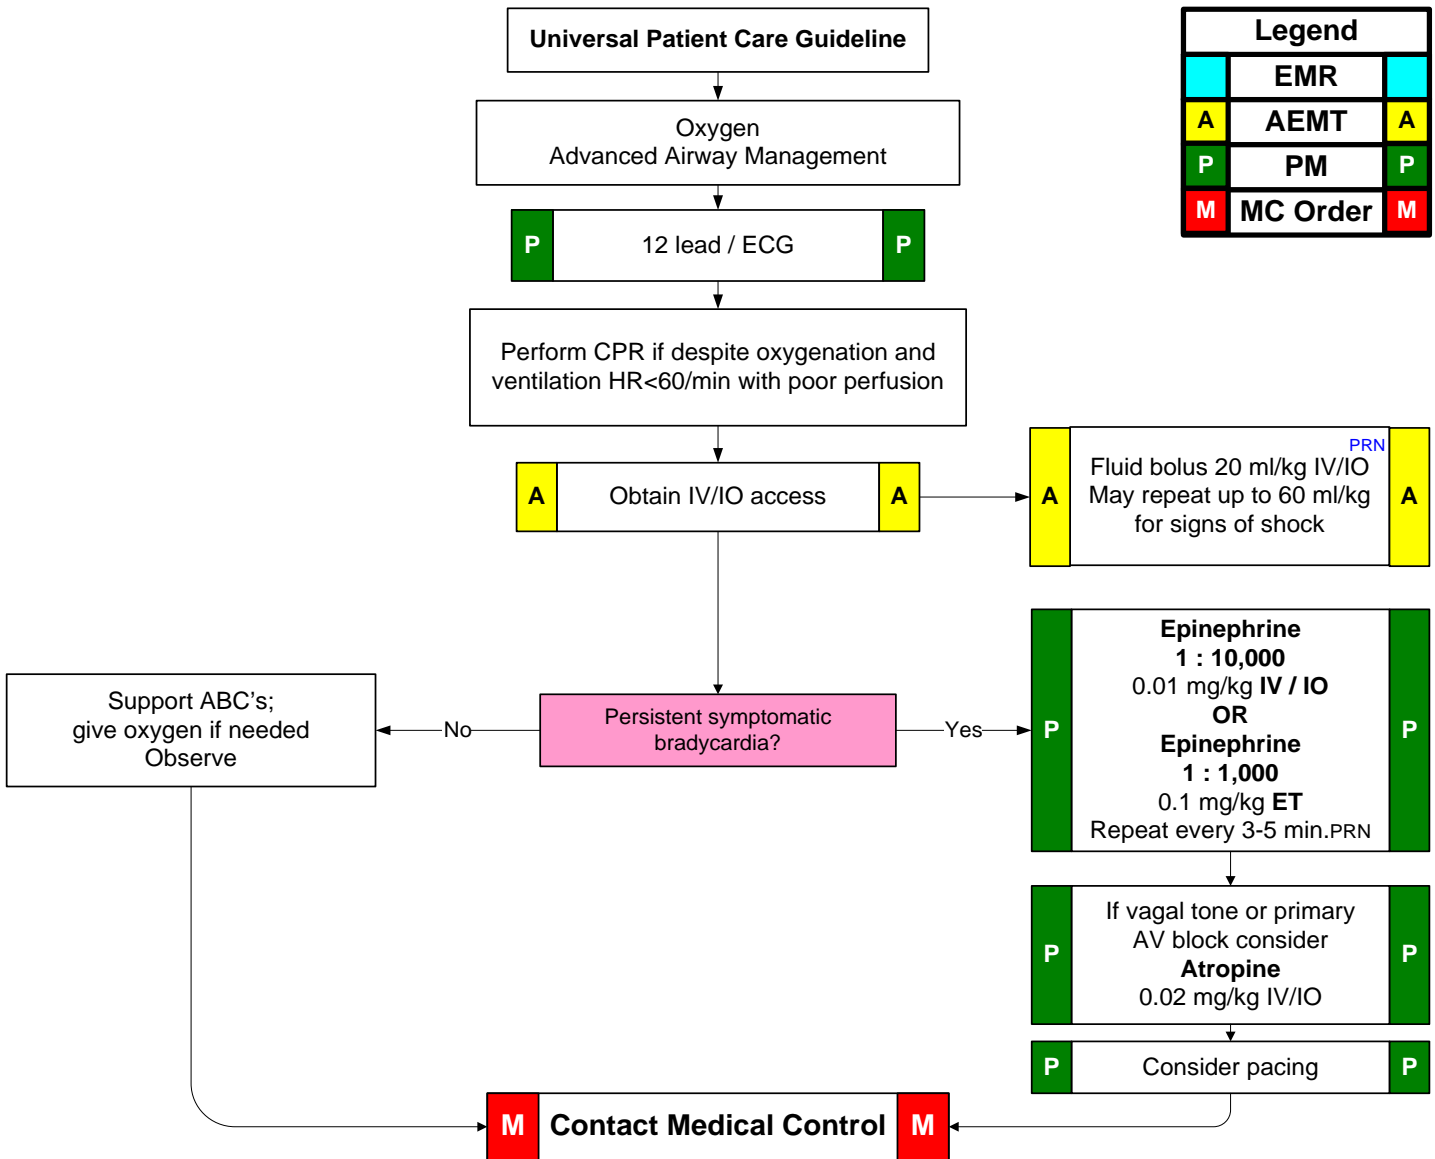 Universal Patient Care Guideline
Legend
EMR
A AEMT A
P PM P
M MC Order M
Oxygen
Advanced Airway Management
P 12 lead / ECG P
Perform CPR if despite oxygenation and
ventilation HR<60/min with poor perfusion
A Obtain IV/IO access A
PRN
A Fluid bolus 20 ml/kg IV/IO A
May repeat up to 60 ml/kg
for signs of shock
Support ABC's;
give oxygen if needed
Observe
No
Persistent symptomatic
bradycardia?
Yes
P P
Epinephrine
1 : 10,000
0.01 mg/kg IV / IO
OR
Epinephrine
1 : 1,000
0.1 mg/kg ET
Repeat every 3-5 min.PRN
P P
If vagal tone or primary
AV block consider
Atropine
0.02 mg/kg IV/IO
P Consider pacing P
M Contact Medical Control M